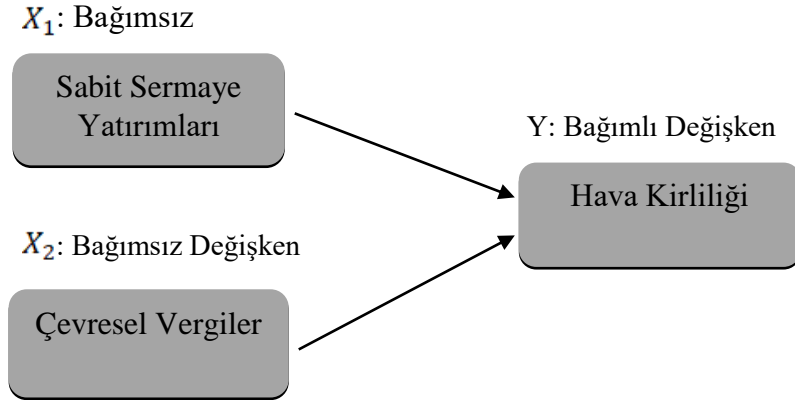 X₁: Bağımsız
Sabit Sermaye
Yatırımları
Y: Bağımlı Değişken
Hava Kirliliği
X₂: Bağımsız Değişken
Çevresel Vergiler